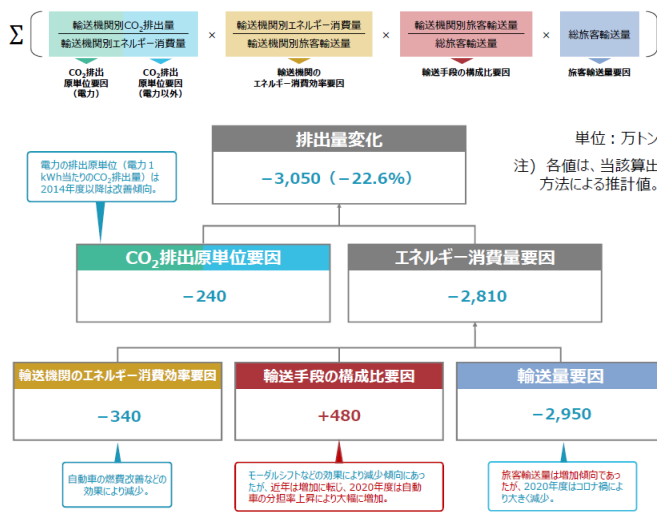 Σ
輸送機関別CO₂排出量
輸送機関別エネルギー消費量
×
輸送機関別エネルギー消費量
輸送機関別旅客輸送量
×
輸送機関別旅客輸送量
総旅客輸送量
×
総旅客輸送量
CO₂排出
原単位要因
(電力)
CO₂排出
原単位要因
(電力以外)
輸送機関の
エネルギー消費効率要因
輸送手段の構成比要因
旅客輸送量要因
排出量変化
−3,050(−22.6%)
単位:万トン
注)各値は、当該算出
方法による推計値。
電力の排出原単位(電力1
kWh当たりのCO₂排出量)は
2014年度以降は改善傾向。
CO₂排出原単位要因
−240
エネルギー消費量要因
−2,810
輸送機関のエネルギー消費効率要因
−340
輸送手段の構成比要因
+480
輸送量要因
−2,950
自動車の燃費改善などの
効果により減少。
モーダルシフトなどの効果により減少傾向にあっ
たが、近年は増加に転じ、2020年度は自動
車の分担率上昇により大幅に増加。
旅客輸送量は増加傾向であ
ったが、2020年度はコロナ禍によ
り大きく減少。